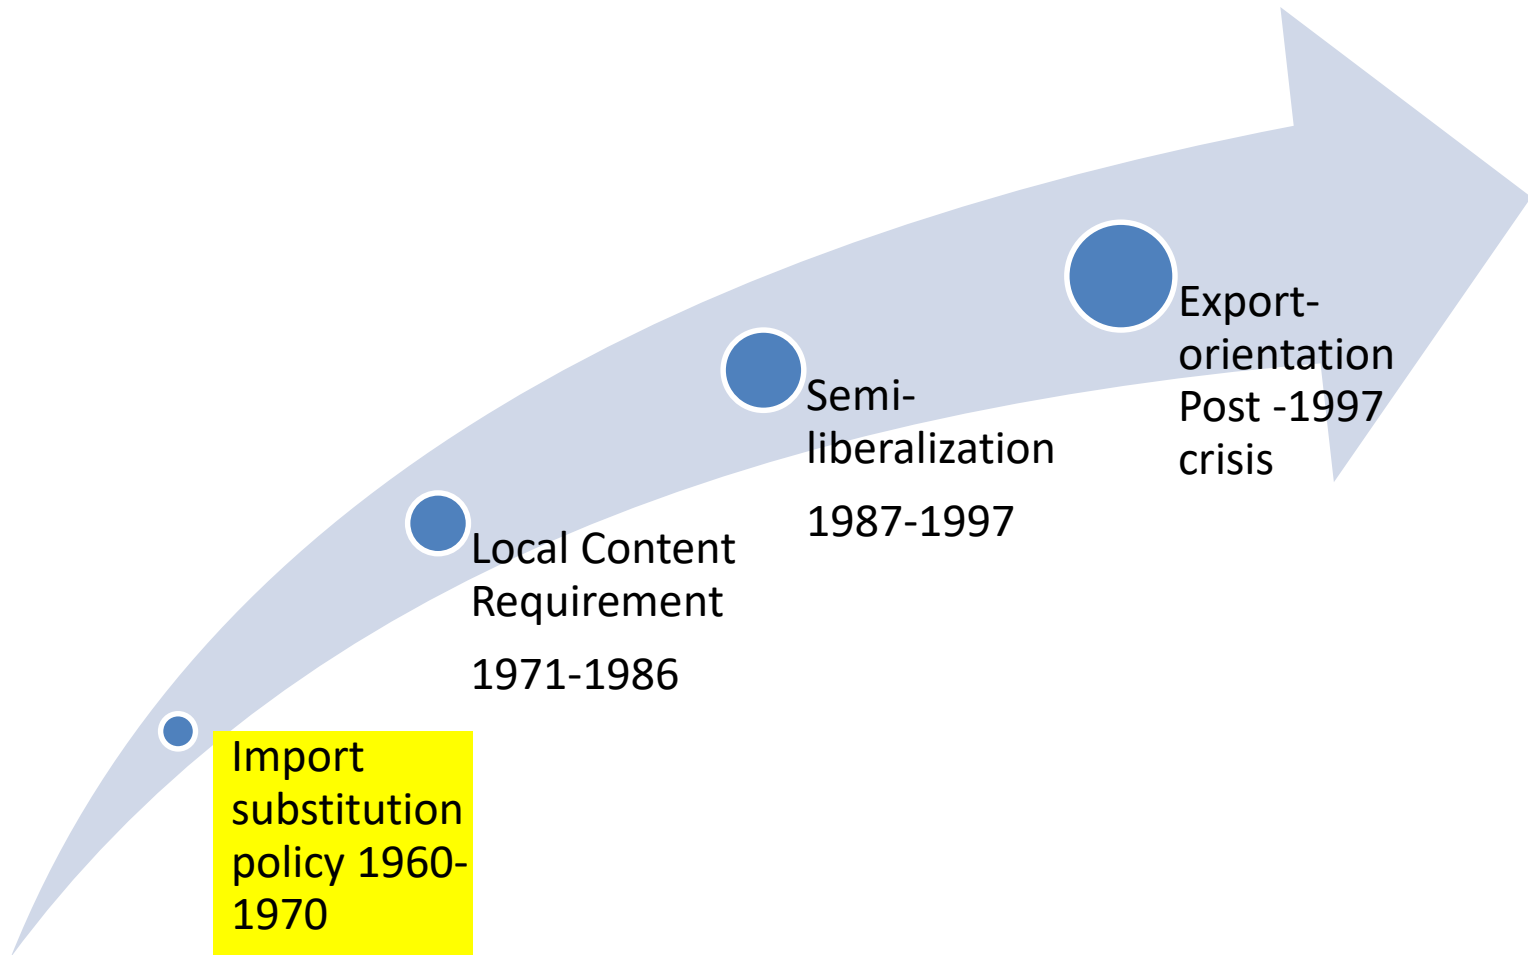 Import
substitution
policy 1960-
1970
Local Content
Requirement
1971-1986
Semi-
liberalization
1987-1997
Export-
orientation
Post -1997
crisis